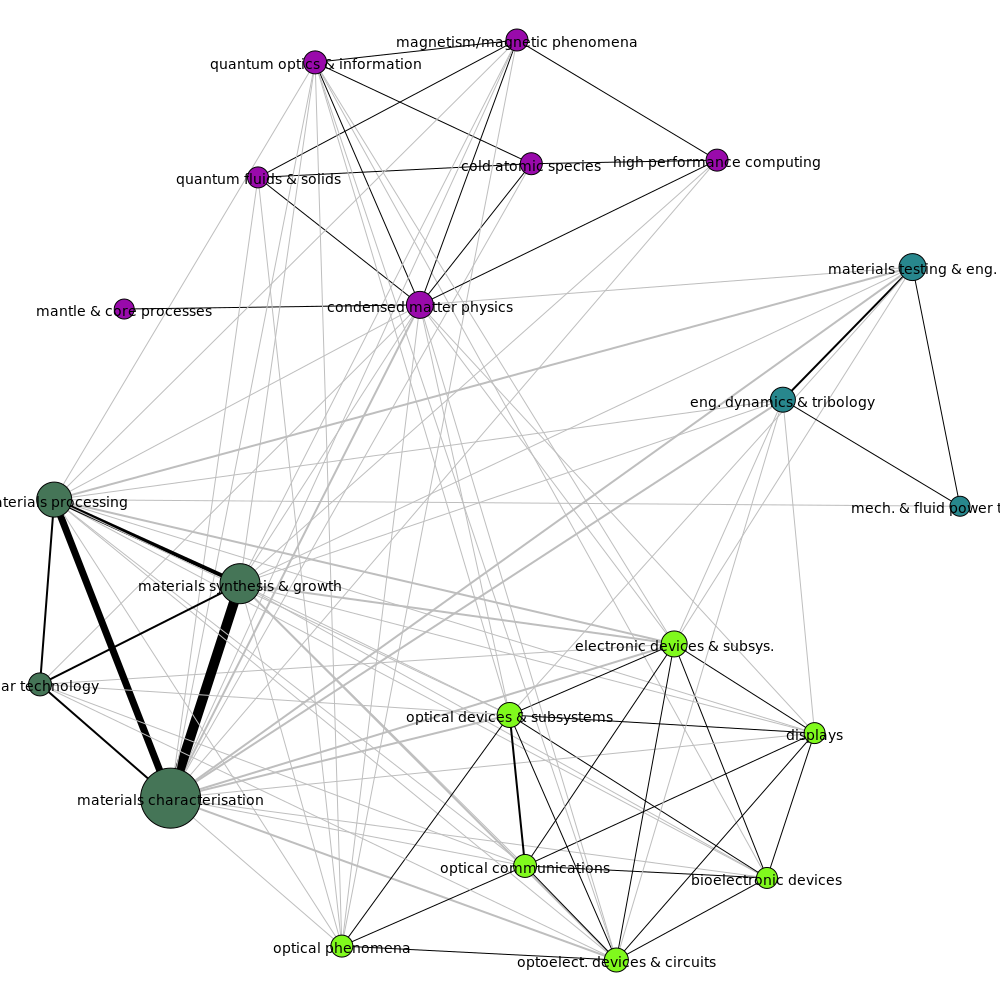 magnetism/magnetic phenomena
quantum optics & information
cold atomic species
high performance computing
quantum fluids & solids
materials testing & eng.
mantle & core processes
condensed matter physics
eng. dynamics & tribology
aterials processing
mech. & fluid power t
materials synthesis & growth
electronic devices & subsys.
ar technology
optical devices & subsystems
displays
materials characterisation
optical communications
bioelectronic devices
optical phenomena
optoelect. devices & circuits